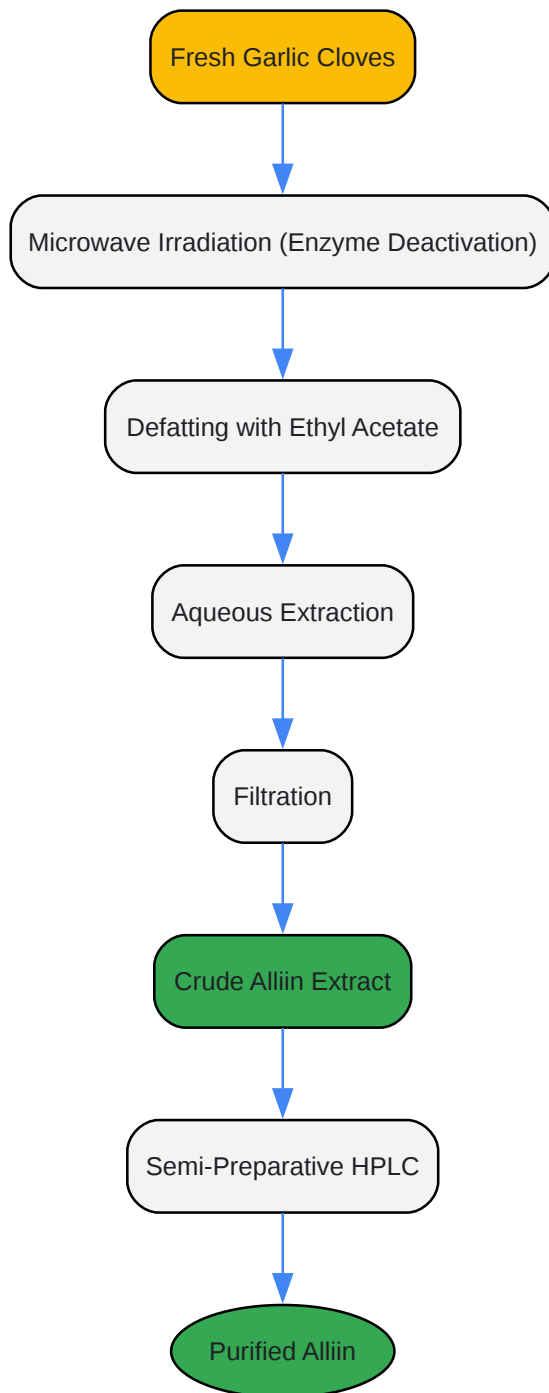 Fresh Garlic Cloves
Microwave Irradiation (Enzyme Deactivation)
Defatting with Ethyl Acetate
Aqueous Extraction
Filtration
Crude Alliin Extract
Semi-Preparative HPLC
Purified Alliin